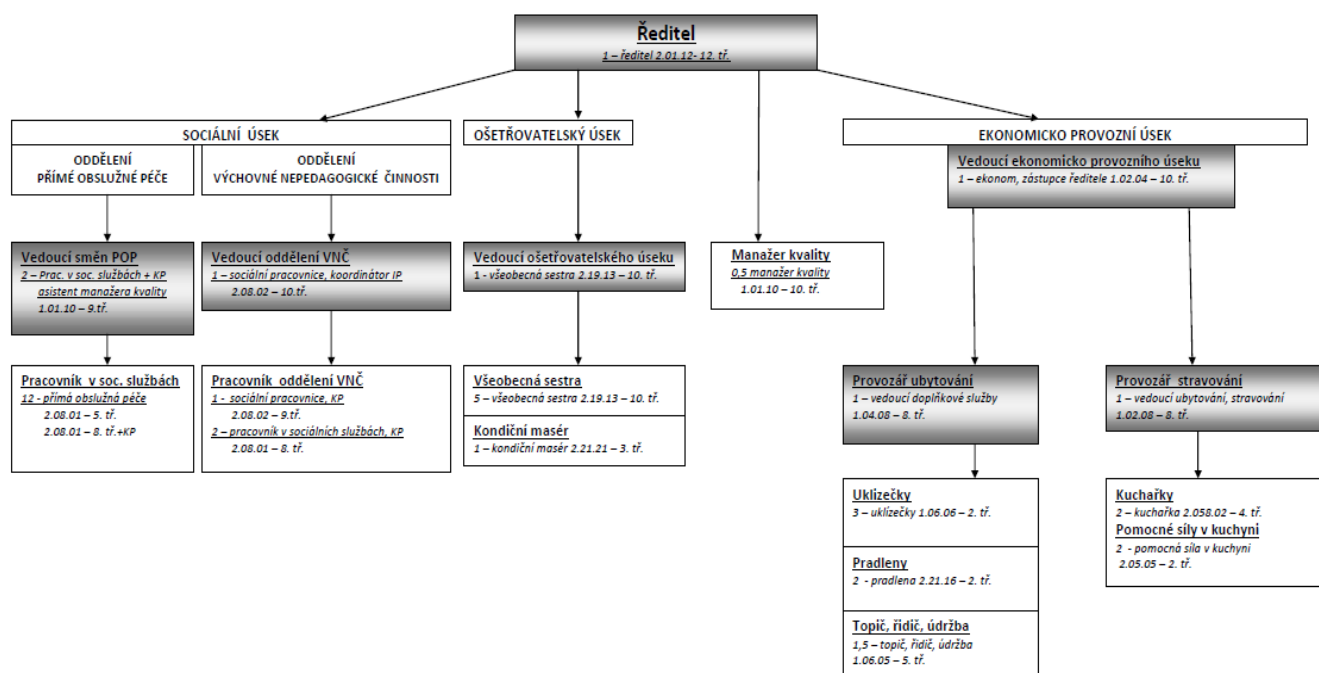 Ředitel
1 – ředitel 2.01.12- 12. tř.
SOCIÁLNÍ ÚSEK
ODDĚLENÍ
PŘÍMÉ OBSLUŽNÉ PÉČE
ODDĚLENÍ
VÝCHOVNÉ NEPEDAGOGICKÉ ČINNOSTI
OŠETŘOVATELSKÝ ÚSEK
EKONOMICKO PROVOZNÍ ÚSEK
Vedoucí ekonomicko provozního úseku
1 – ekonom, zástupce ředitele 1.02.04 – 10. tř.
Vedoucí směn POP
2 – Prac. v soc. službách + KP
asistent manažera kvality
1.01.10 – 9.tř.
Vedoucí oddělení VNČ
1 – sociální pracovnice, koordinátor IP
2.08.02 – 10.tř.
Vedoucí ošetřovatelského úseku
1 - všeobecná sestra 2.19.13 – 10. tř.
Manažer kvality
0,5 manažer kvality
1.01.10 – 10. tř.
Pracovník v soc. službách
12 - přímá obslužná péče
2.08.01 – 5. tř.
2.08.01 – 8. tř.+KP
Pracovník oddělení VNČ
1 - sociální pracovnice, KP
2.08.02 – 9.tř.
2 – pracovník v sociálních službách, KP
2.08.01 – 8. tř.
Všeobecná sestra
5 – všeobecná sestra 2.19.13 – 10. tř.
Kondiční masér
1 – kondiční masér 2.21.21 – 3. tř.
Provozář ubytování
1 – vedoucí doplňkové služby
1.04.08 – 8. tř.
Provozář stravování
1 – vedoucí ubytování, stravování
1.02.08 – 8. tř.
Uklízečky
3 – uklízečky 1.06.06 – 2. tř.
Pradleny
2 - pradlena 2.21.16 – 2. tř.
Topič, řidič, údržba
1,5 – topič, řidič, údržba
1.06.05 – 5. tř.
Kuchařky
2 – kuchařka 2.058.02 – 4. tř.
Pomocné síly v kuchyni
2 - pomocná síla v kuchyni
2.05.05 – 2. tř.